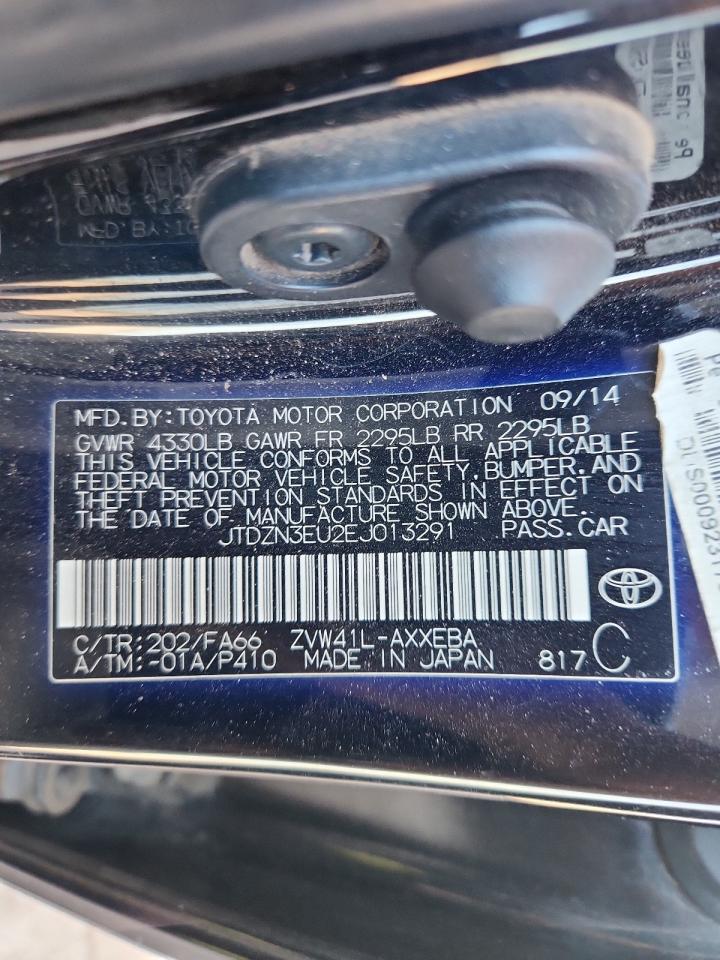 MFD.BY:TOYOTA MOTOR CORPORATION 09/14
GVWR 4330LB GAWR FR 2295LB RR 2295LB
THIS VEHICLE CONFORMS TO ALL APPLICABLE
FEDERAL MOTOR VEHICLE SAFETY,BUMPER,AND
THEFT PREVENTION STANDARDS IN EFFECT ON
THE DATE OF MANUFACTURE SHOWN ABOVE.
JTDZN3EU2EJ013291 PASS.CAR
C/TR:202/FA66 ZVW41L-AXXEBA
A/TM:-01A/P410 MADE IN JAPAN 817 C